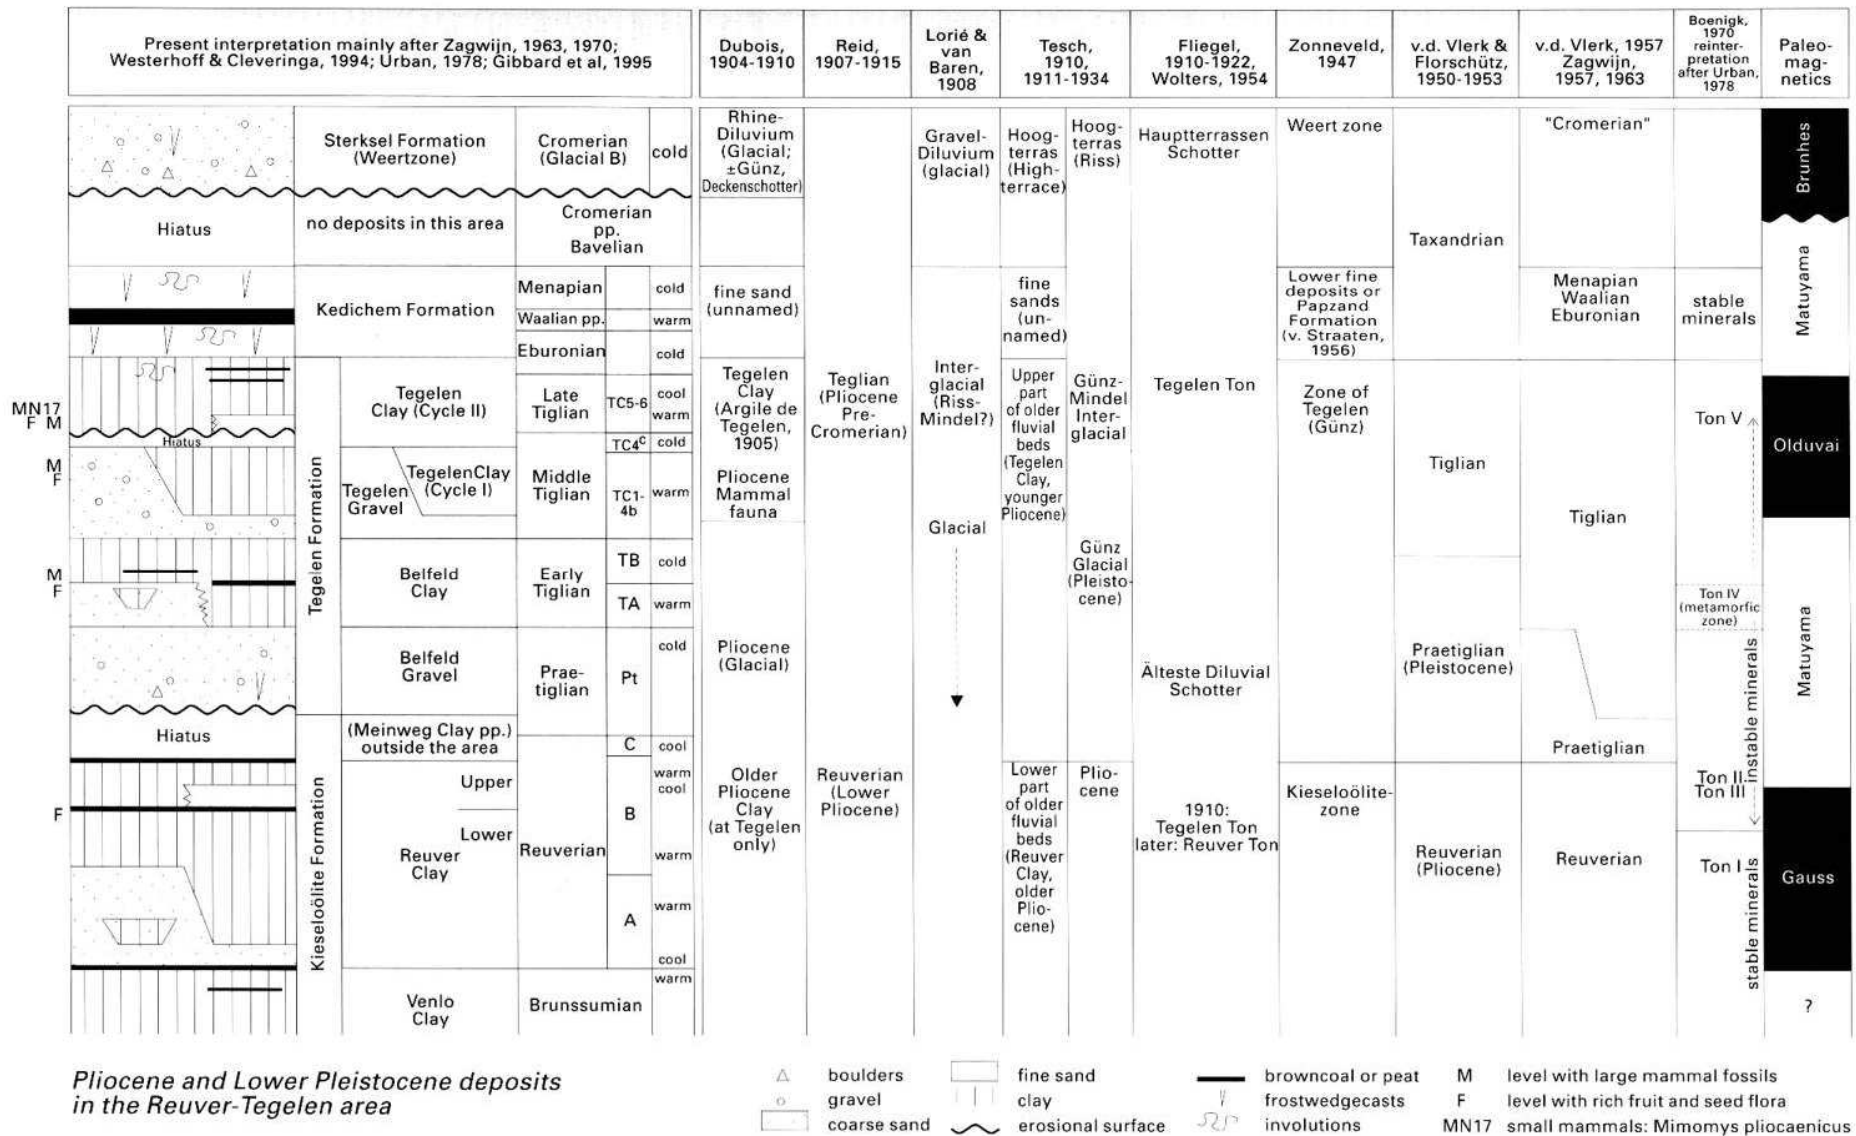 Present interpretation mainly after Zagwijn, 1963, 1970;
Westerhoff & Cleveringa, 1994; Urban, 1978; Gibbard et al, 1995
Dubois,
1904-1910
Reid,
1907-1915
Lorié &
van
Baren,
1908
Tesch,
1910,
1911-1934
Fliegel,
1910-1922,
Wolters, 1954
Zonneveld,
1947
v.d. Vlerk &
Florschütz,
1950-1953
v.d. Vlerk, 1957
Zagwijn,
1957, 1963
Boenigk,
1970
reinter-
pretation
after Urban,
1978
Paleo-
mag-
netics
Sterksel Formation
(Weertzone)
Cromerian
(Glacial B)
cold
Hiatus
no deposits in this area
Cromerian
pp.
Bavelian
Kedichem Formation
Menapian
cold
Waalian pp.
warm
Eburonian
cold
MN17
F M
Hiatus
M
F
M
F
Tegelen Formation
Tegelen
Clay (Cycle II)
Late
Tiglian
TC5-6
cool
warm
TC4c
cold
Tegelen Clay
(Cycle I)
Tegelen
Gravel
Middle
Tiglian
TC1-
4b
warm
Belfeld
Clay
Early
Tiglian
TB
cold
TA
warm
Belfeld
Gravel
Prae-
tiglian
Pt
cold
Hiatus
(Meinweg Clay pp.)
outside the area
C
cool
F
Kieseloölite Formation
Upper
Lower
Reuver
Clay
Reuverian
B
warm
cool
warm
A
warm
cool
Venlo
Clay
Brunssumian
warm
Rhine-
Diluvium
(Glacial;
±Günz,
Deckenschotter)
fine sand
(unnamed)
Tegelen
Clay
(Argile de
Tegelen,
1905)
Pliocene
Mammal
fauna
Pliocene
(Glacial)
Older
Pliocene
Clay
(at Tegelen
only)
Teglian
(Pliocene
Pre-
Cromerian)
Reuverian
(Lower
Pliocene)
Gravel-
Diluvium
(glacial)
Inter-
glacial
(Riss-
Mindel?)
Glacial
Hoog-
terras
(High-
terrace)
fine
sands
(un-
named)
Upper
part
of older
fluvial
beds
(Tegelen
Clay,
younger
Pliocene)
Lower
part
of older
fluvial
beds
(Reuver
Clay,
older
Plio-
cene)
Hoog-
terras
(Riss)
Günz-
Mindel
Inter-
glacial
Günz
Glacial
(Pleisto-
cene)
Plio-
cene
Hauptterrassen
Schotter
Tegelen Ton
Älteste Diluvial
Schotter
1910:
Tegelen Ton
later: Reuver Ton
Weert zone
Lower fine
deposits or
Papzand
Formation
(v. Straaten,
1956)
Zone of
Tegelen
(Günz)
Kieseloölite-
zone
Taxandrian
Tiglian
Praetiglian
(Pleistocene)
Reuverian
(Pliocene)
"Cromerian"
Menapian
Waalian
Eburonian
Tiglian
Praetiglian
Reuverian
stable
minerals
Ton V
Ton IV
(metamorfic
zone)
Ton II
Ton III
instable minerals
Ton I
stable minerals
Brunhes
Matuyama
Olduvai
Matuyama
Gauss
?
Pliocene and Lower Pleistocene deposits
in the Reuver-Tegelen area
boulders
gravel
coarse sand
fine sand
clay
erosional surface
browncoal or peat
frostwedgecasts
involutions
M level with large mammal fossils
F level with rich fruit and seed flora
MN17 small mammals: Mimomys pliocaenicus